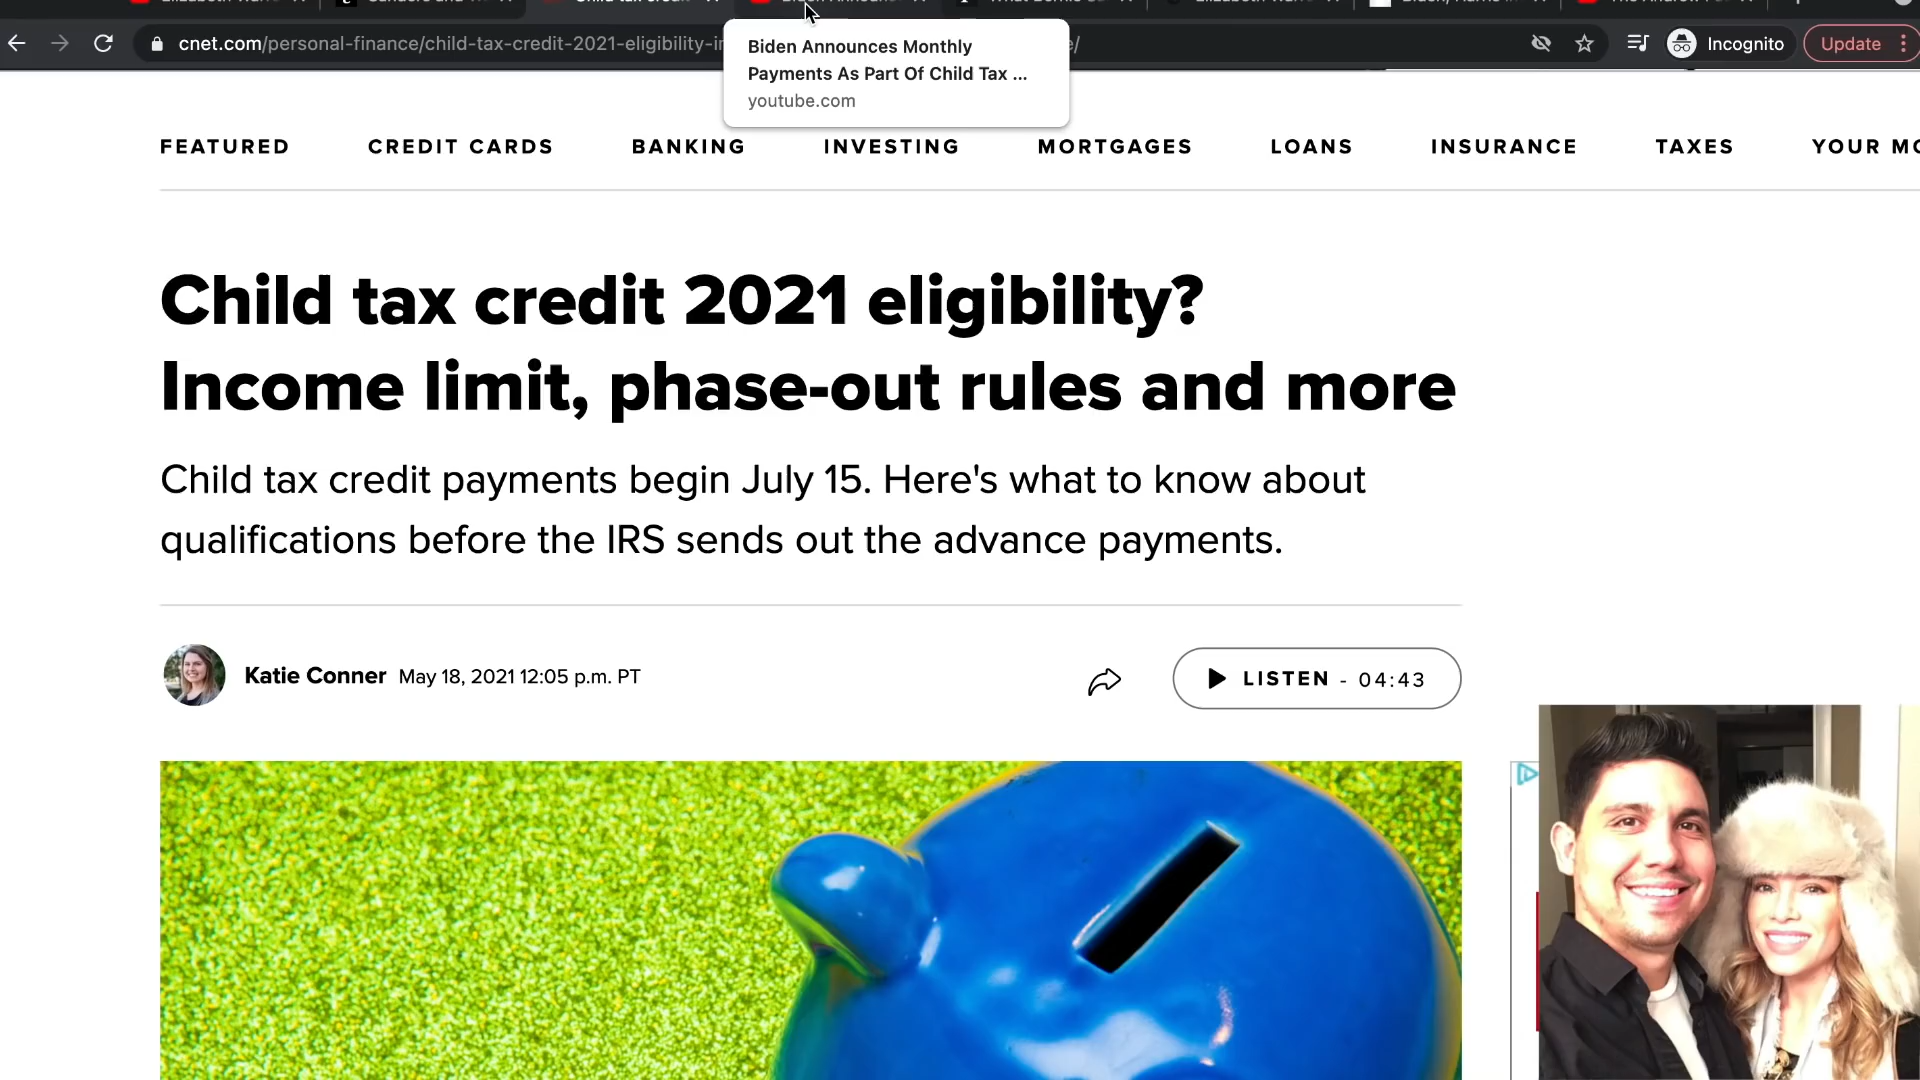 cnet.com/personal-finance/child-tax-credit-2021-eligibility-in
e/
Incognito
Update
Biden Announces Monthly
Payments As Part Of Child Tax ...
youtube.com
FEATURED CREDIT CARDS BANKING INVESTING MORTGAGES LOANS INSURANCE TAXES YOUR MO
Child tax credit 2021 eligibility?
Income limit, phase-out rules and more
Child tax credit payments begin July 15. Here's what to know about
qualifications before the IRS sends out the advance payments.
Katie Conner May 18, 2021 12:05 p.m. PT
LISTEN - 04:43